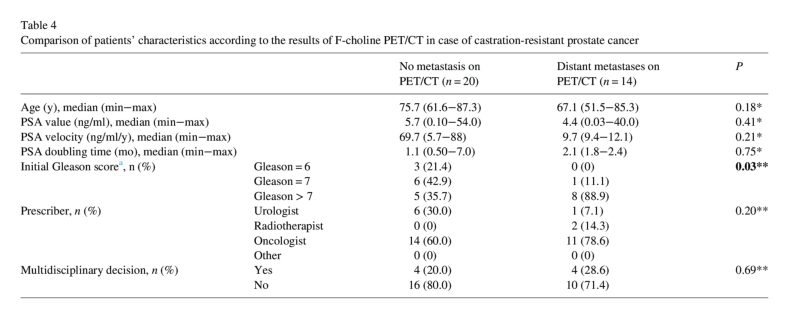 Table 4
Comparison of patients' characteristics according to the results of F-choline PET/CT in case of castration-resistant prostate cancer
No metastasis on PET/CT (n = 20) Distant metastases on PET/CT (n = 14) P
Age (y), median (min−max) 75.7 (61.6−87.3) 67.1 (51.5−85.3) 0.18*
PSA value (ng/ml), median (min−max) 5.7 (0.10−54.0) 4.4 (0.03−40.0) 0.41*
PSA velocity (ng/ml/y), median (min−max) 69.7 (5.7−88) 9.7 (9.4−12.1) 0.21*
PSA doubling time (mo), median (min−max) 1.1 (0.50−7.0) 2.1 (1.8−2.4) 0.75*
Initial Gleason scoreᵃ, n (%) Gleason = 6 3 (21.4) 0 (0) 0.03**
Gleason = 7 6 (42.9) 1 (11.1)
Gleason > 7 5 (35.7) 8 (88.9)
Prescriber, n (%) Urologist 6 (30.0) 1 (7.1) 0.20**
Radiotherapist 0 (0) 2 (14.3)
Oncologist 14 (60.0) 11 (78.6)
Other 0 (0) 0 (0)
Multidisciplinary decision, n (%) Yes 4 (20.0) 4 (28.6) 0.69**
No 16 (80.0) 10 (71.4)